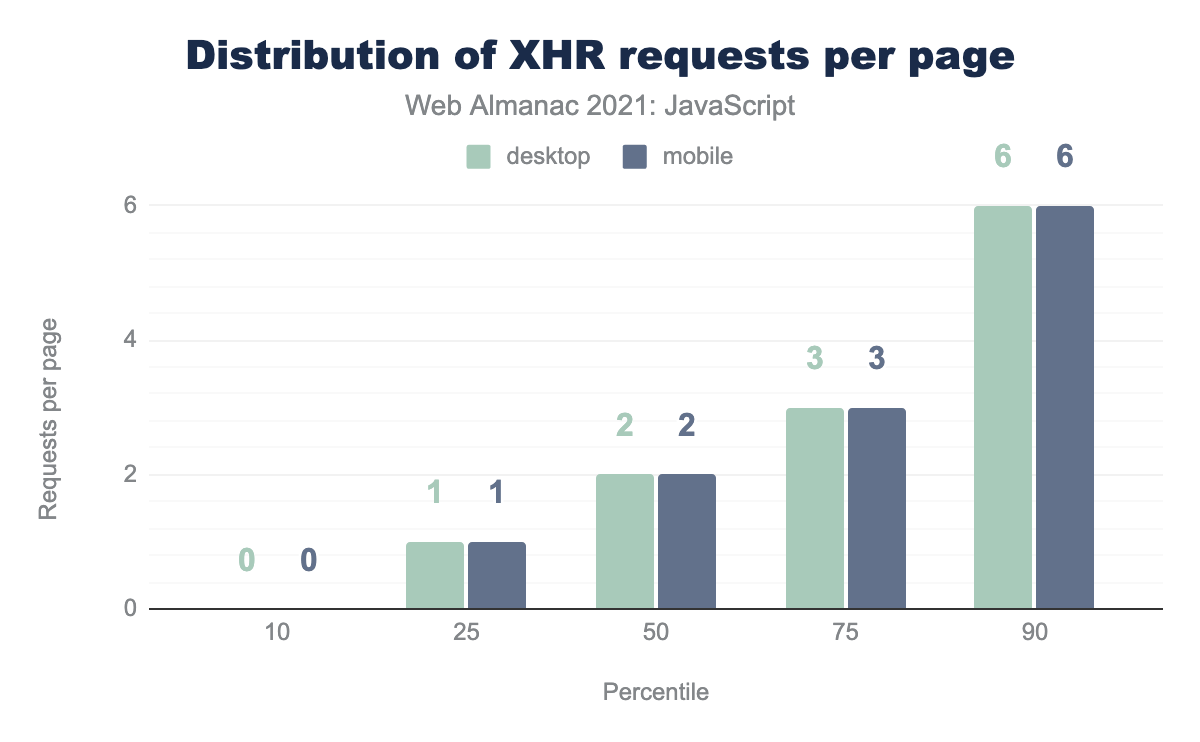 Distribution of XHR requests per page
Web Almanac 2021: JavaScript
desktop mobile
6 6
6
4
3 3
2 2
2
1 1
0 0
0
10 25 50 75 90
Requests per page
Percentile